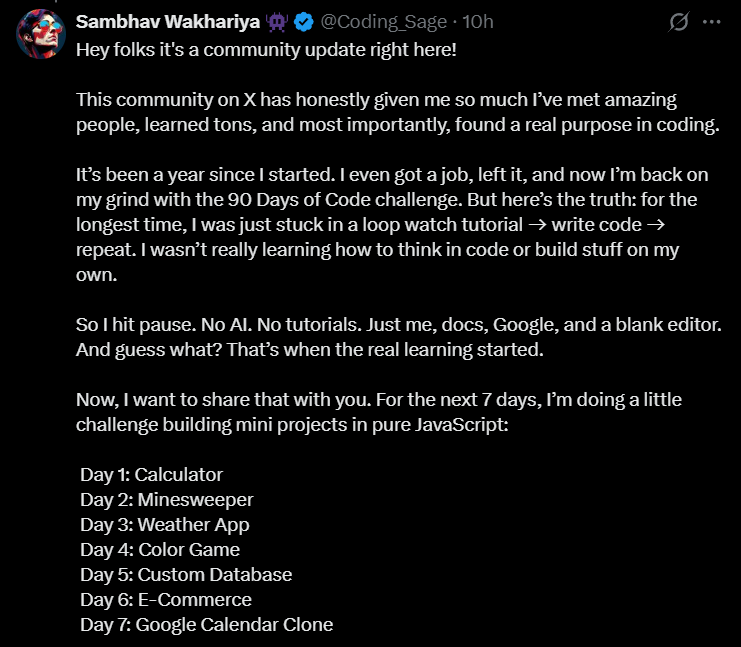 Sambhav Wakhariya @Coding_Sage · 10h
Hey folks it's a community update right here!
This community on X has honestly given me so much I’ve met amazing
people, learned tons, and most importantly, found a real purpose in coding.
It’s been a year since I started. I even got a job, left it, and now I’m back on
my grind with the 90 Days of Code challenge. But here’s the truth: for the
longest time, I was just stuck in a loop watch tutorial → write code →
repeat. I wasn’t really learning how to think in code or build stuff on my
own.
So I hit pause. No AI. No tutorials. Just me, docs, Google, and a blank editor.
And guess what? That’s when the real learning started.
Now, I want to share that with you. For the next 7 days, I’m doing a little
challenge building mini projects in pure JavaScript:
Day 1: Calculator
Day 2: Minesweeper
Day 3: Weather App
Day 4: Color Game
Day 5: Custom Database
Day 6: E-Commerce
Day 7: Google Calendar Clone